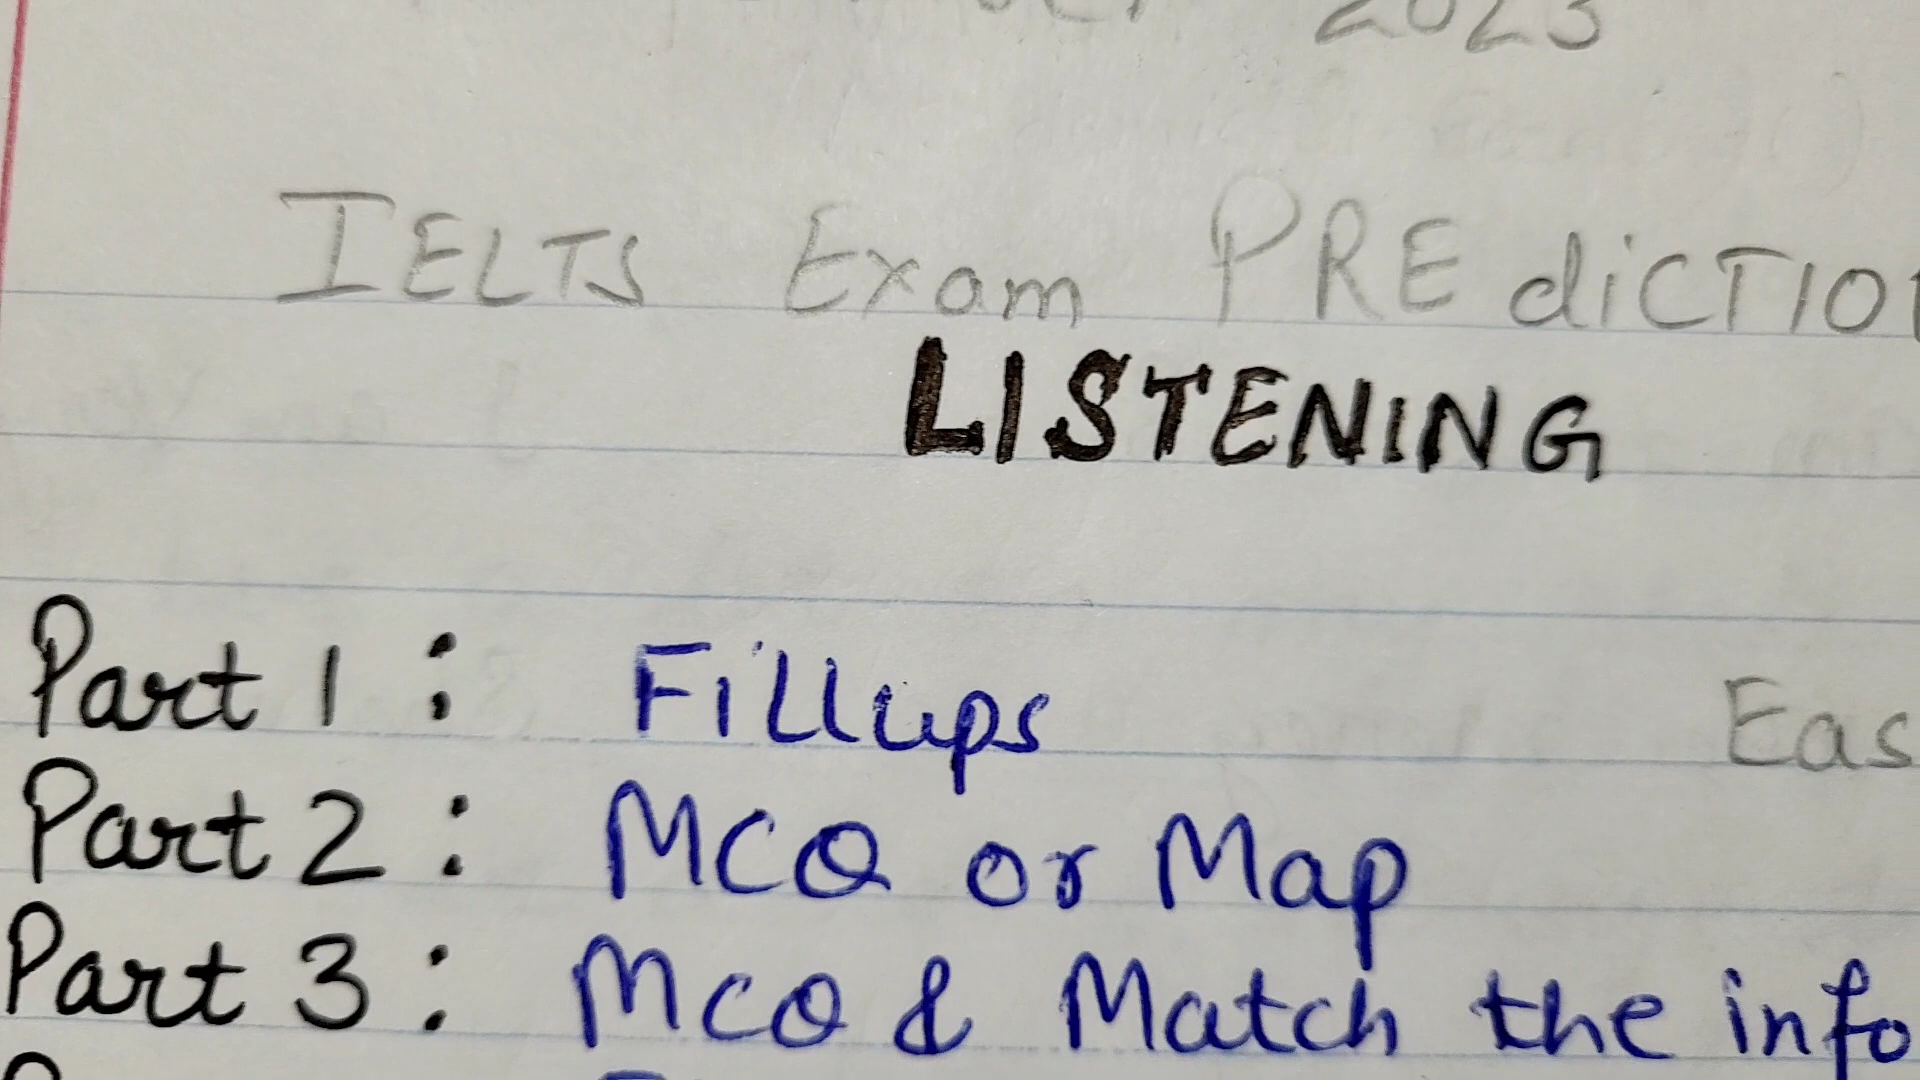 2023
IELTS Exam PREdiCTIO
LISTENING
Part 1 : Fillups Eas
Part 2 : MCQ or Map
Part 3 : MCQ & Match the info